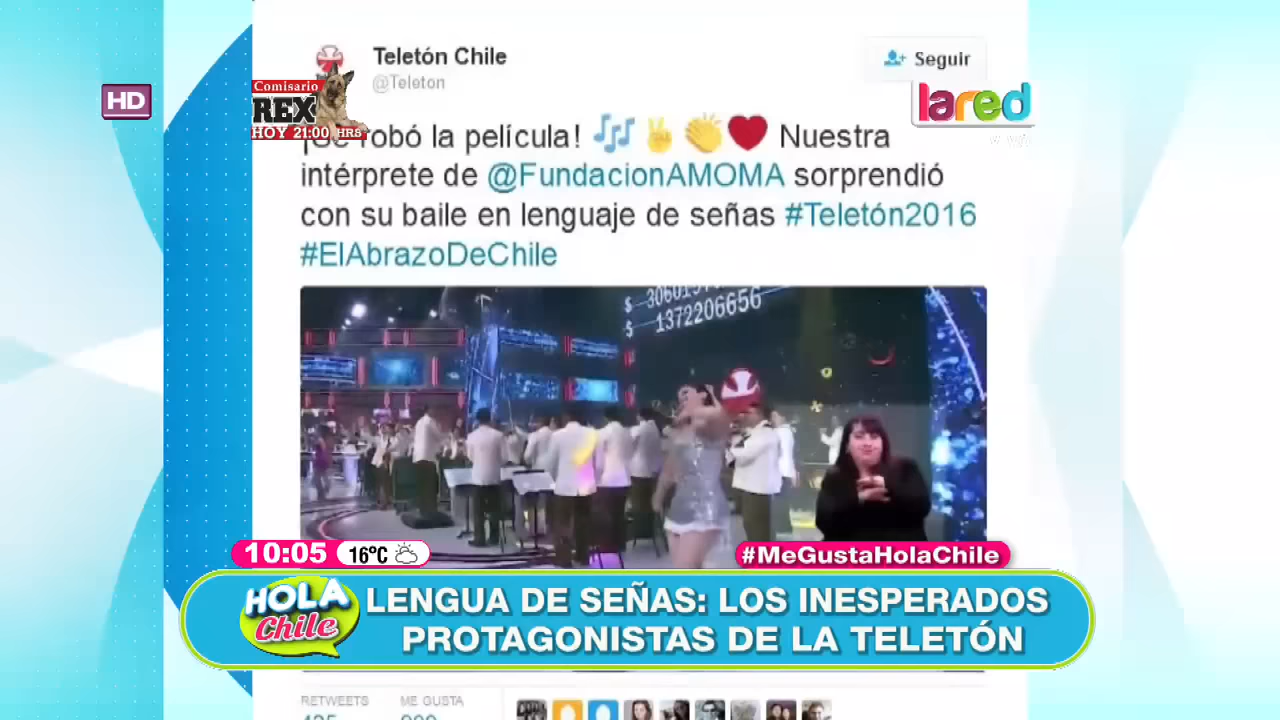 Teletón Chile
@Teleton
Seguir
HD
Comisario
REX
HOY 21:00 HRS
lared
¡Se robó la película! Nuestra
intérprete de @FundacionAMOMA sorprendió
con su baile en lenguaje de señas #Teletón2016
#ElAbrazoDeChile
$
$ 1372206656
10:05 16°C
#MeGustaHolaChile
HOLA
Chile
LENGUA DE SEÑAS: LOS INESPERADOS
PROTAGONISTAS DE LA TELETÓN
RETWEETS ME GUSTA